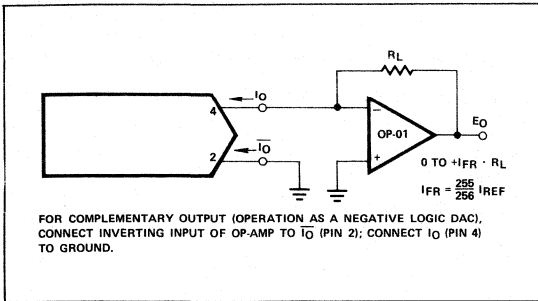 RL
IO
4
−
EO
OP-01
IO
2
+
0 TO +IFR · RL
IFR = 255/256 IREF
FOR COMPLEMENTARY OUTPUT (OPERATION AS A NEGATIVE LOGIC DAC),
CONNECT INVERTING INPUT OF OP-AMP TO I̅O̅ (PIN 2); CONNECT IO (PIN 4)
TO GROUND.